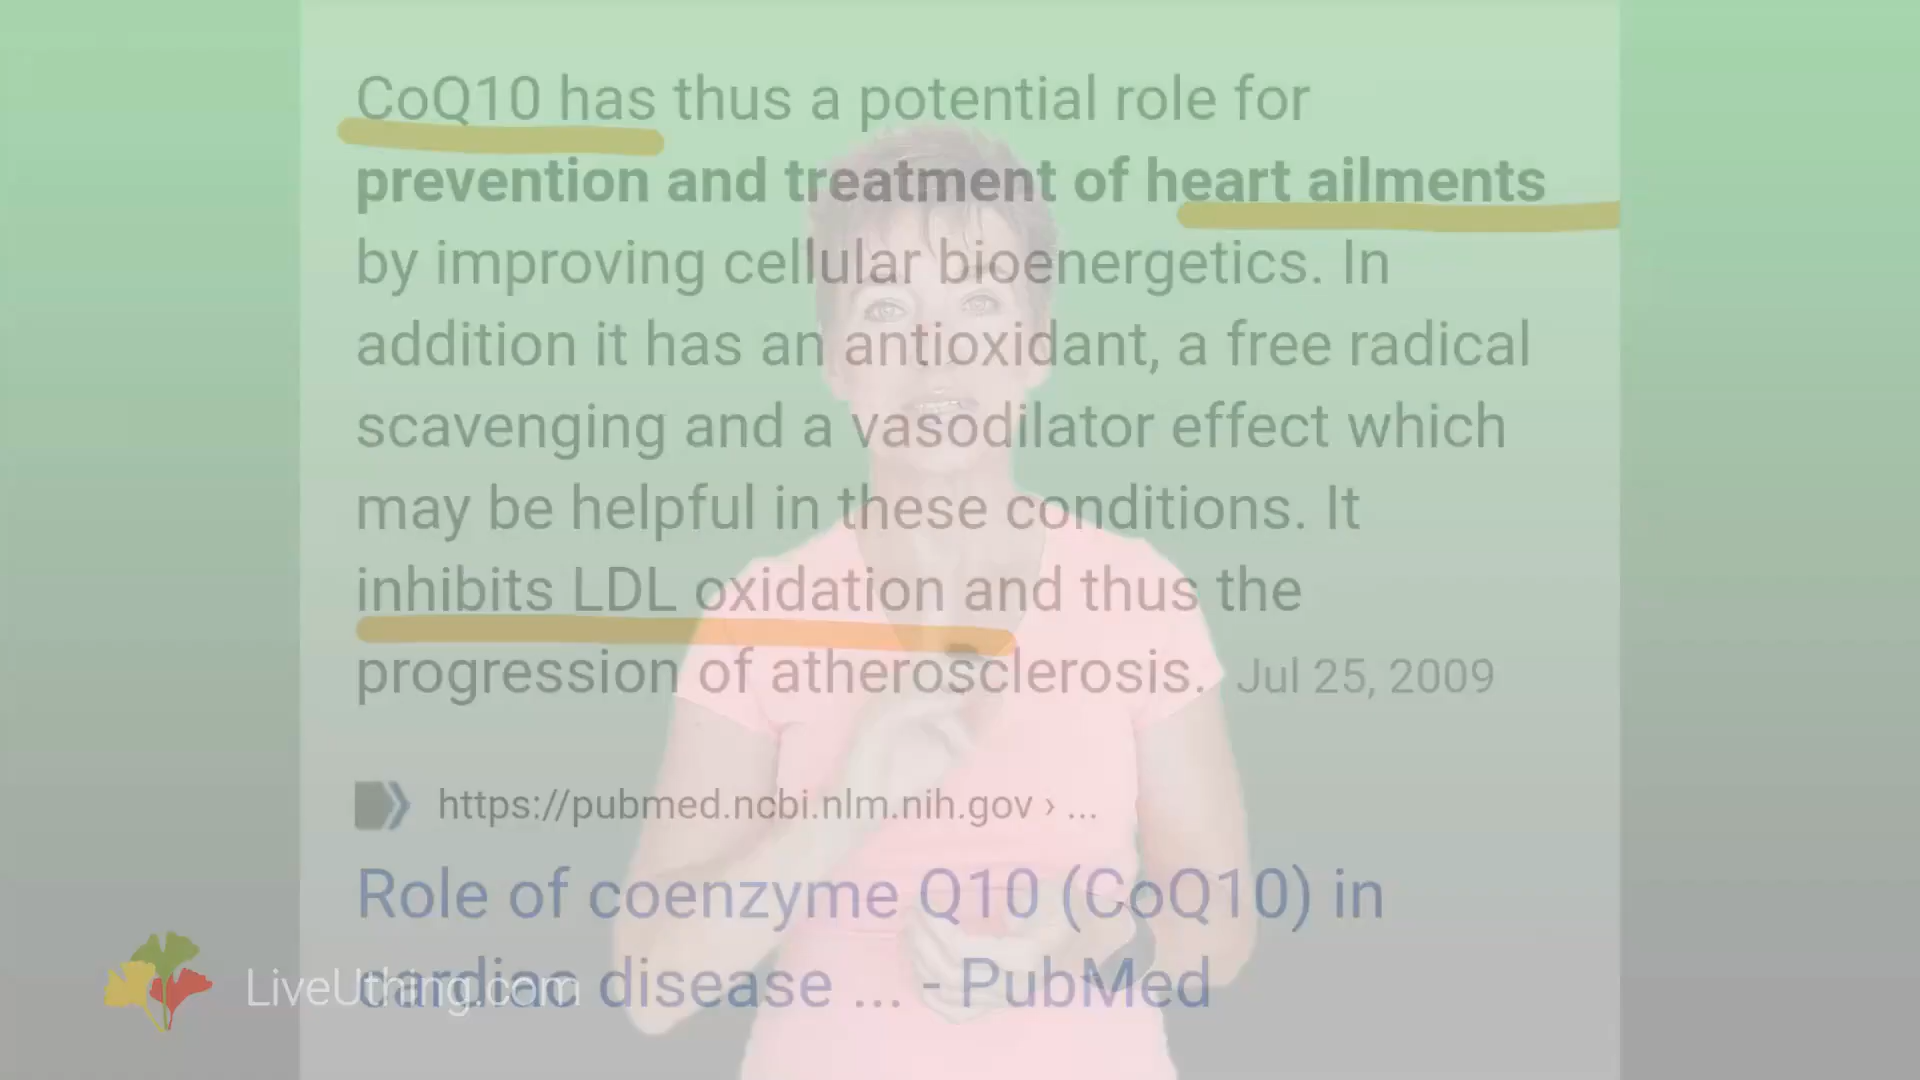 CoQ10 has thus a potential role for
prevention and treatment of heart ailments
by improving cellular bioenergetics. In
addition it has an antioxidant, a free radical
scavenging and a vasodilator effect which
may be helpful in these conditions. It
inhibits LDL oxidation and thus the
progression of atherosclerosis. Jul 25, 2009
https://pubmed.ncbi.nlm.nih.gov › ...
Role of coenzyme Q10 (CoQ10) in
cardiac disease ... - PubMed
LiveUthing.com